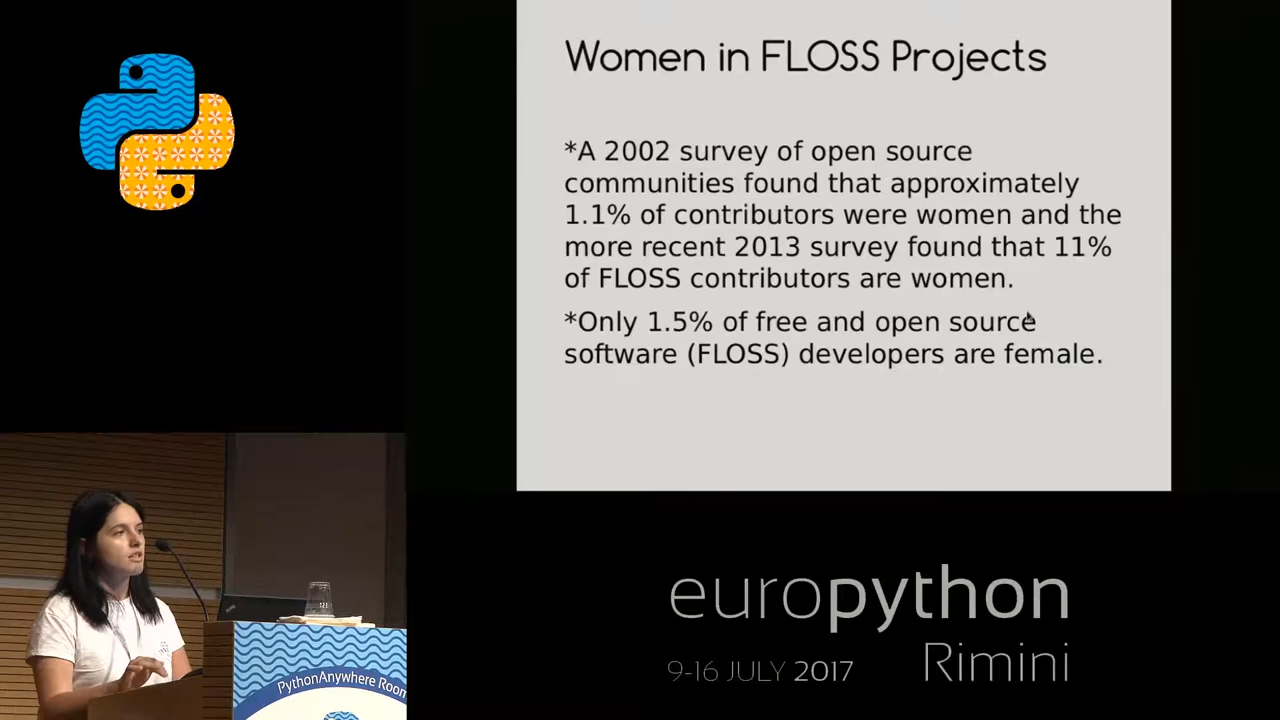 Women in FLOSS Projects
*A 2002 survey of open source
communities found that approximately
1.1% of contributors were women and the
more recent 2013 survey found that 11%
of FLOSS contributors are women.
*Only 1.5% of free and open source
software (FLOSS) developers are female.
europython
Rimini
9-16 JULY 2017
PythonAnywhere Room